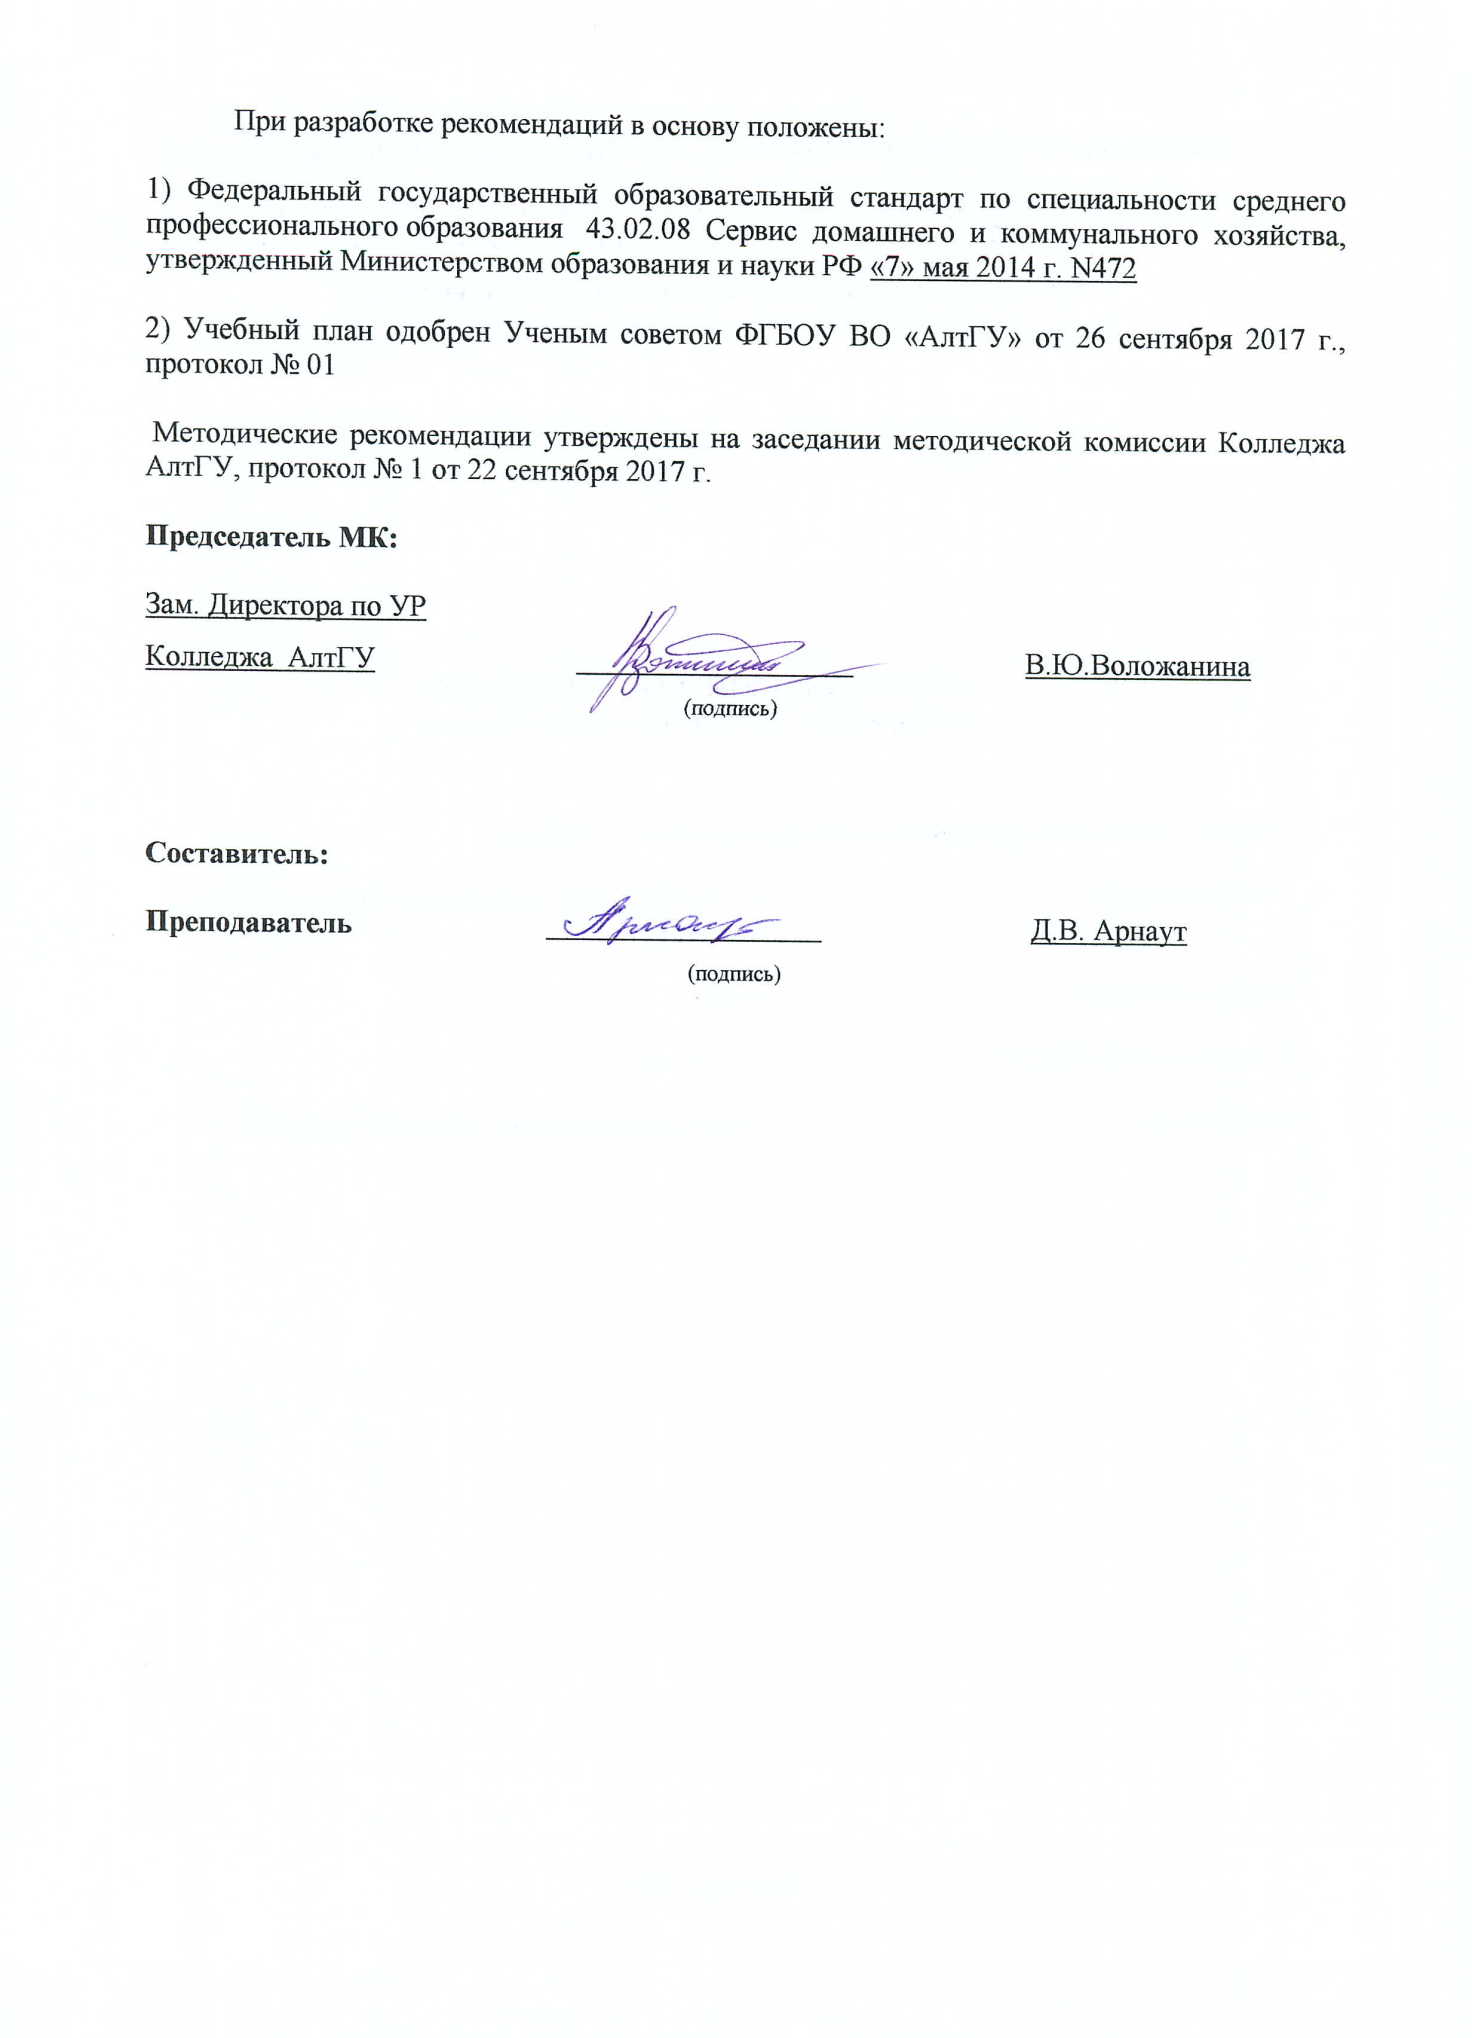 При разработке рекомендаций в основу положены:
1) Федеральный государственный образовательный стандарт по специальности среднего
профессионального образования 43.02.08 Сервис домашнего и коммунального хозяйства,
утвержденный Министерством образования и науки РФ «7» мая 2014 г. N472
2) Учебный план одобрен Ученым советом ФГБОУ ВО «АлтГУ» от 26 сентября 2017 г.,
протокол № 01
Методические рекомендации утверждены на заседании методической комиссии Колледжа
АлтГУ, протокол № 1 от 22 сентября 2017 г.
Председатель МК:
Зам. Директора по УР
Колледжа АлтГУ В.Ю.Воложанина
(подпись)
Составитель:
Преподаватель Арнаут Д.В. Арнаут
(подпись)